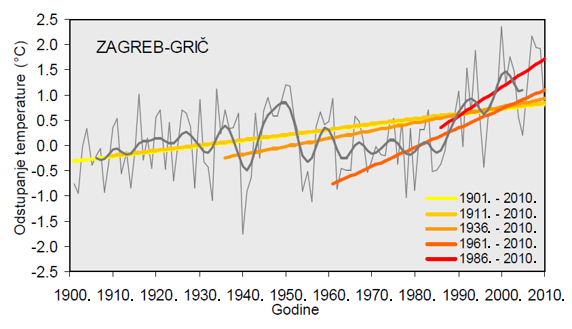 ZAGREB-GRIČ
Odstupanje temperature (°C)
2.5
2.0
1.5
1.0
0.5
0.0
-0.5
-1.0
-1.5
-2.0
-2.5
1901. - 2010.
1911. - 2010.
1936. - 2010.
1961. - 2010.
1986. - 2010.
1900. 1910. 1920. 1930. 1940. 1950. 1960. 1970. 1980. 1990. 2000. 2010.
Godine